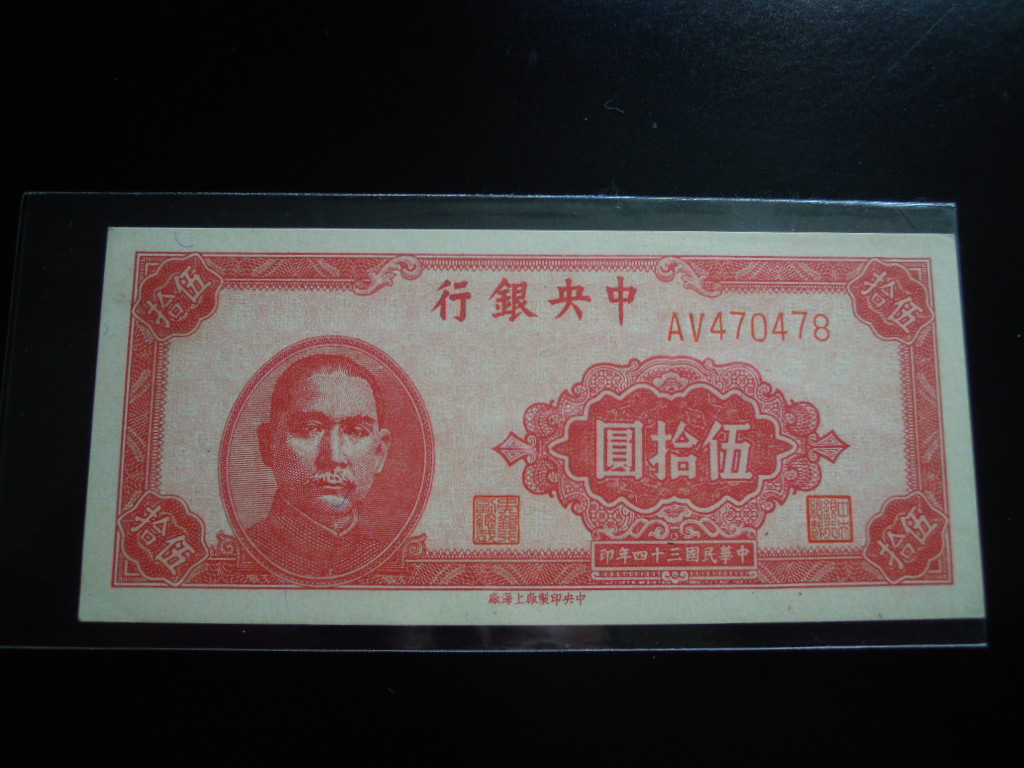 伍拾
伍拾
中央銀行
AV470478
伍拾圓
中華民國三十四年印
伍拾
伍拾
中央印製廠上海廠